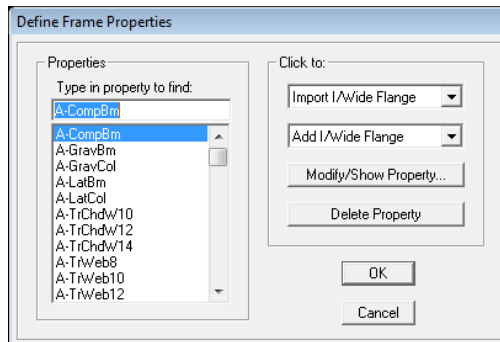 Define Frame Properties
Properties
Type in property to find:
A-CompBm
A-CompBm
A-GravBm
A-GravCol
A-LatBm
A-LatCol
A-TrChdW10
A-TrChdW12
A-TrChdW14
A-TrWeb8
A-TrWeb10
A-TrWeb12
Click to:
Import I/Wide Flange
Add I/Wide Flange
Modify/Show Property...
Delete Property
OK
Cancel